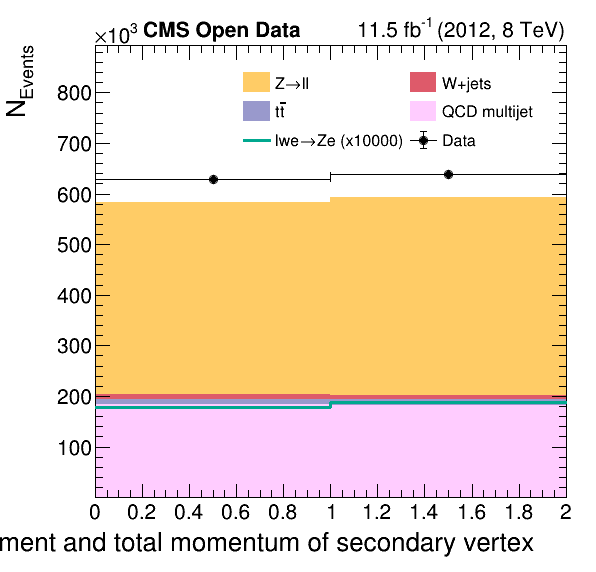 ×10³ CMS Open Data 11.5 fb⁻¹ (2012, 8 TeV)
N_Events
Z→ll W+jets
tt̅ QCD multijet
Iwe→Ze (x10000) Data
800
700
600
500
400
300
200
100
0 0.2 0.4 0.6 0.8 1 1.2 1.4 1.6 1.8 2
ment and total momentum of secondary vertex